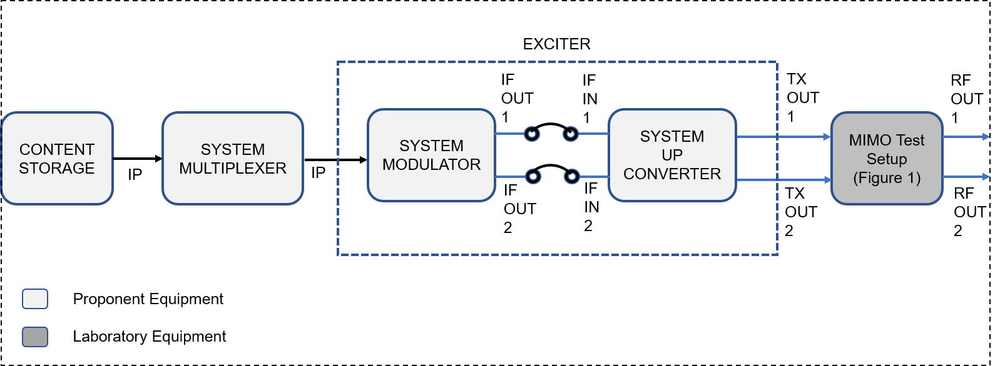 EXCITER
IF
OUT
1
IF
IN
1
TX
OUT
1
RF
OUT
1
CONTENT
STORAGE
IP
SYSTEM
MULTIPLEXER
IP
SYSTEM
MODULATOR
SYSTEM
UP
CONVERTER
MIMO Test
Setup
(Figure 1)
IF
OUT
2
IF
IN
2
TX
OUT
2
RF
OUT
2
Proponent Equipment
Laboratory Equipment